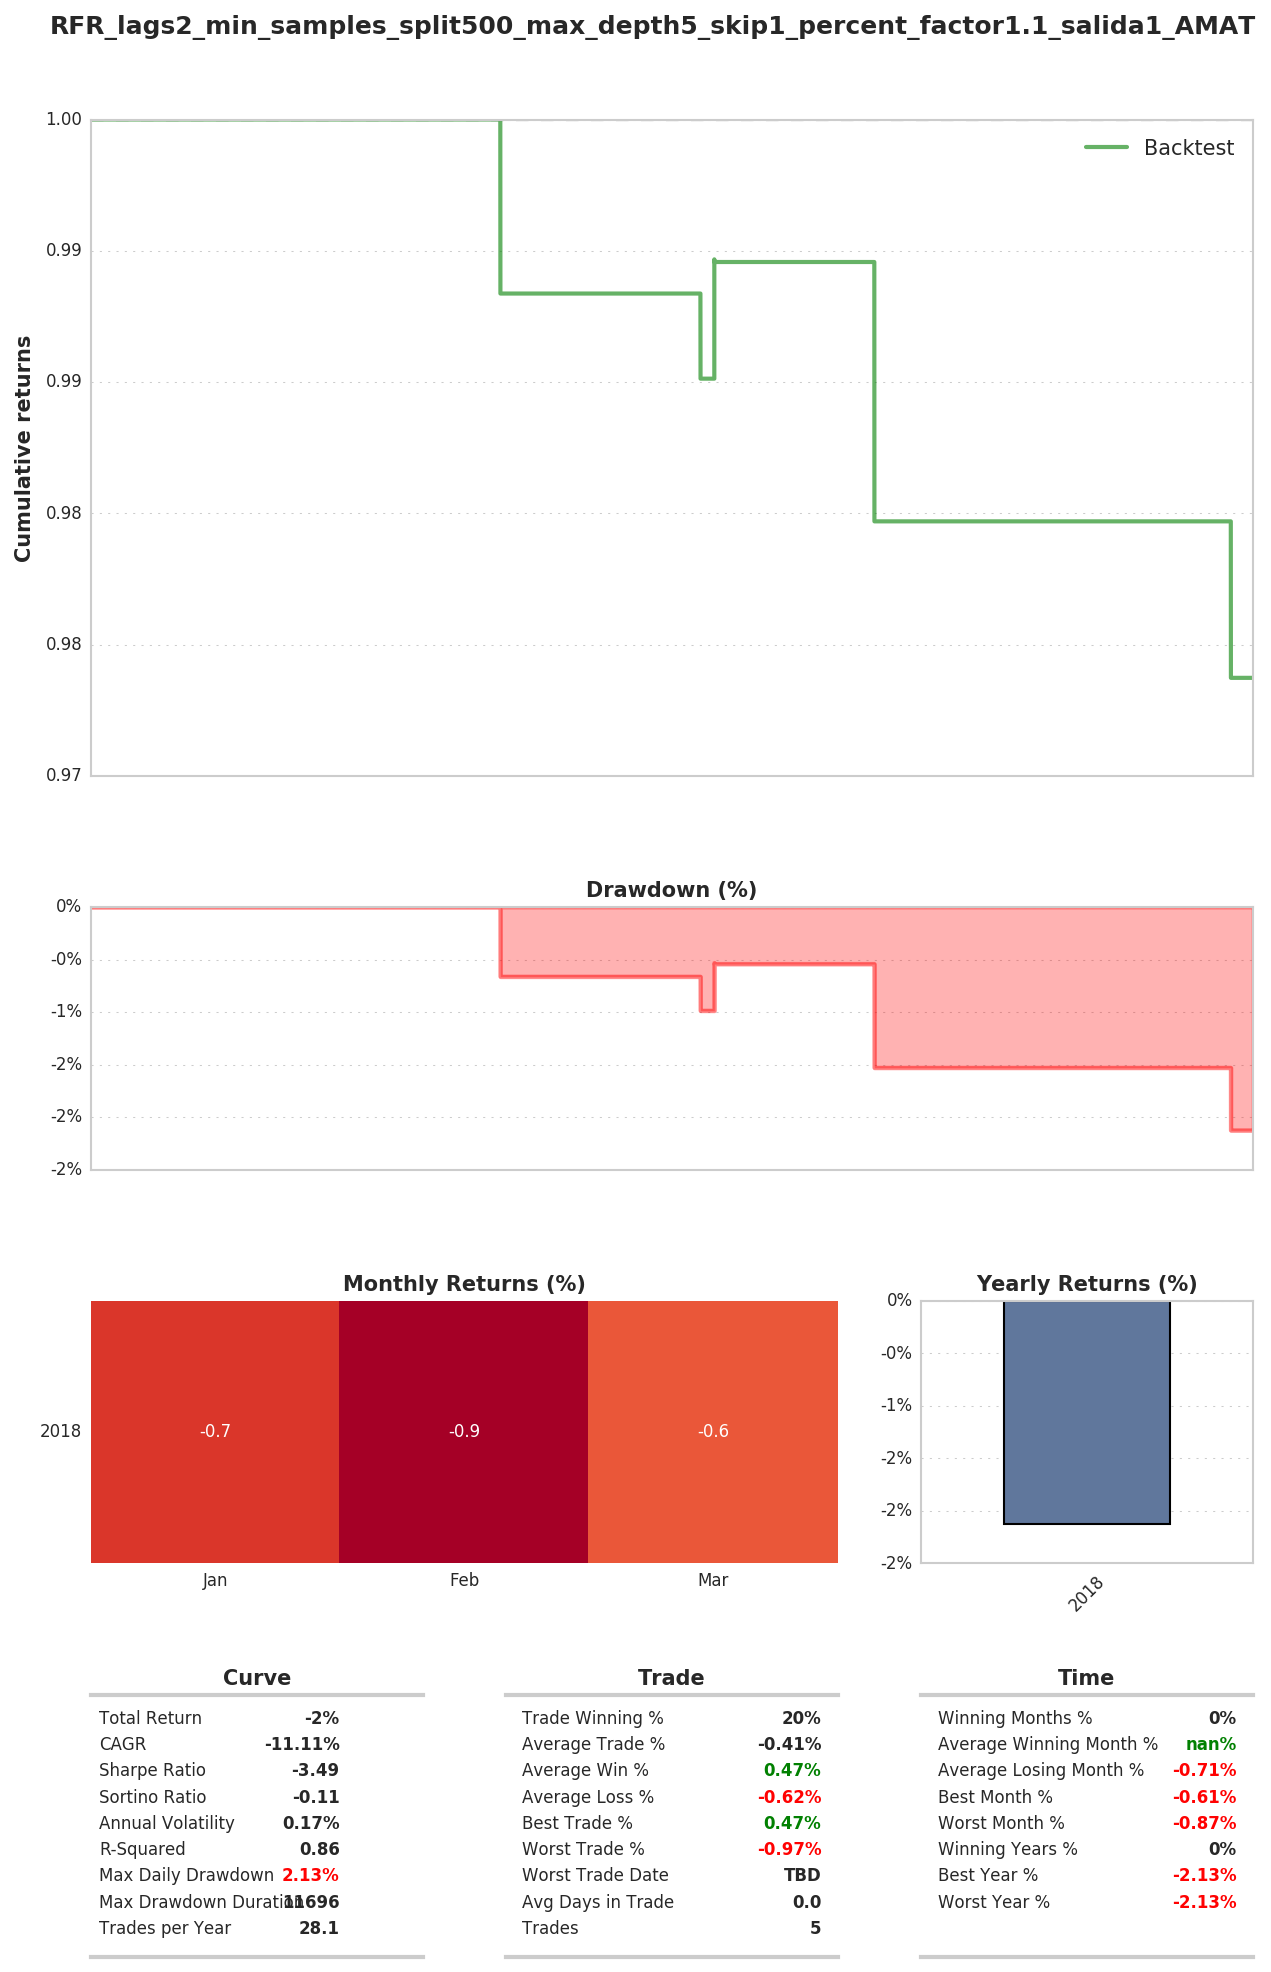 RFR_lags2_min_samples_split500_max_depth5_skip1_percent_factor1.1_salida1_AMAT
1.00
Backtest
0.99
0.99
0.98
0.98
0.97
Cumulative returns
Drawdown (%)
0%
-0%
-1%
-2%
-2%
-2%
Monthly Returns (%)
2018
-0.7 -0.9 -0.6
Jan Feb Mar
Yearly Returns (%)
0%
-0%
-1%
-2%
-2%
-2%
2018
Curve
Total Return -2%
CAGR -11.11%
Sharpe Ratio -3.49
Sortino Ratio -0.11
Annual Volatility 0.17%
R-Squared 0.86
Max Daily Drawdown 2.13%
Max Drawdown Duration 11696
Trades per Year 28.1
Trade
Trade Winning % 20%
Average Trade % -0.41%
Average Win % 0.47%
Average Loss % -0.62%
Best Trade % 0.47%
Worst Trade % -0.97%
Worst Trade Date TBD
Avg Days in Trade 0.0
Trades 5
Time
Winning Months % 0%
Average Winning Month % nan%
Average Losing Month % -0.71%
Best Month % -0.61%
Worst Month % -0.87%
Winning Years % 0%
Best Year % -2.13%
Worst Year % -2.13%